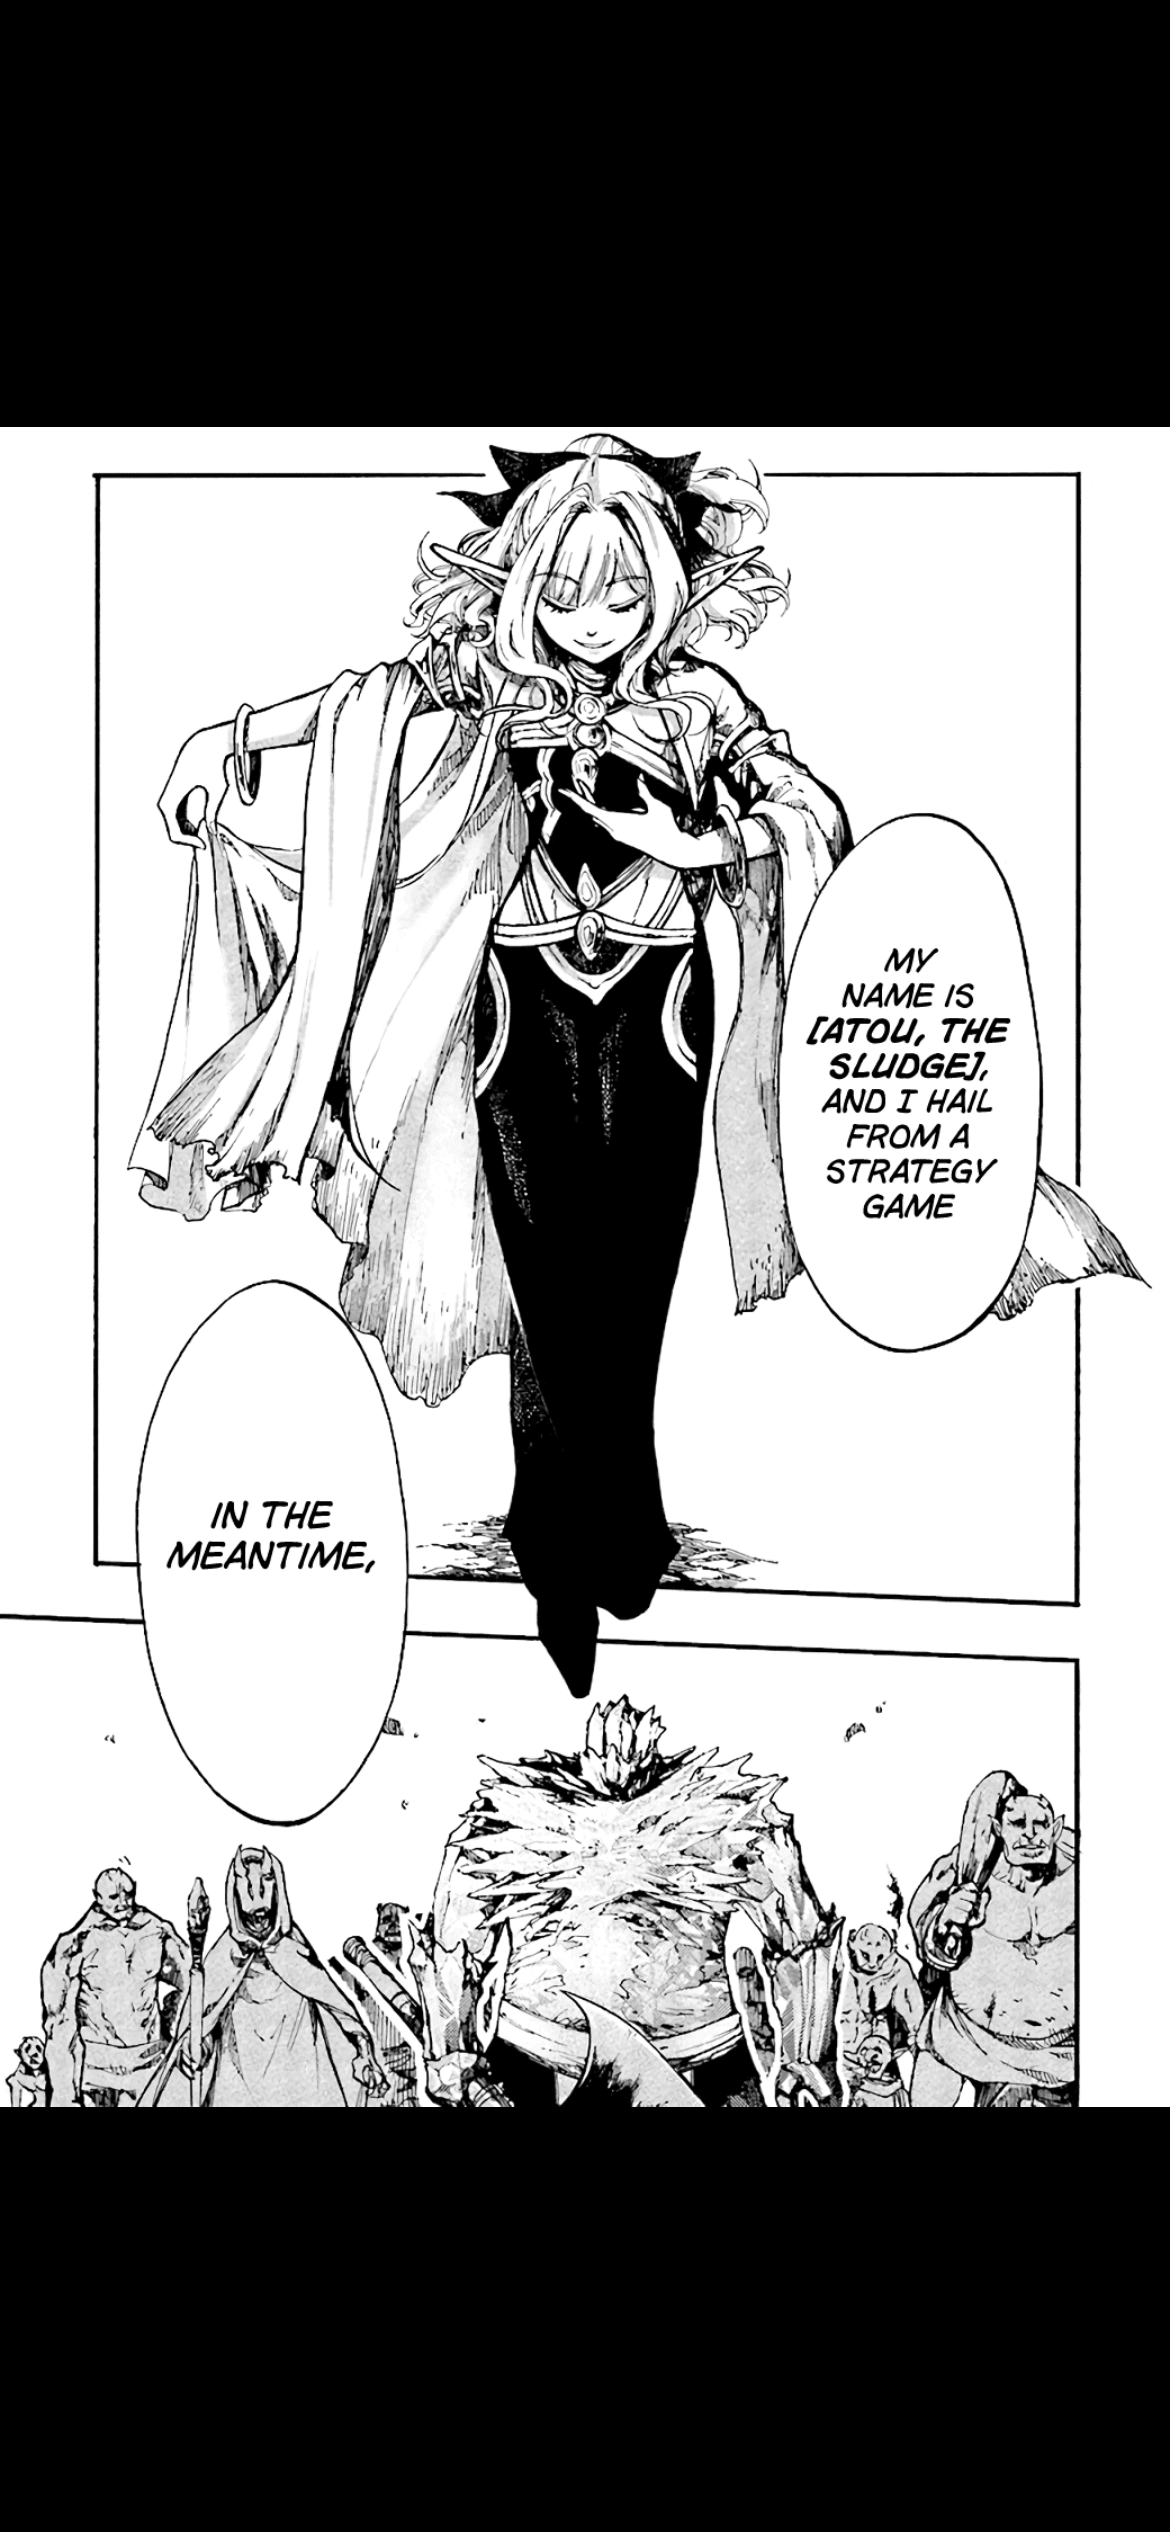 MY
NAME IS
[ATOU, THE
SLUDGE],
AND I HAIL
FROM A
STRATEGY
GAME
IN THE
MEANTIME,